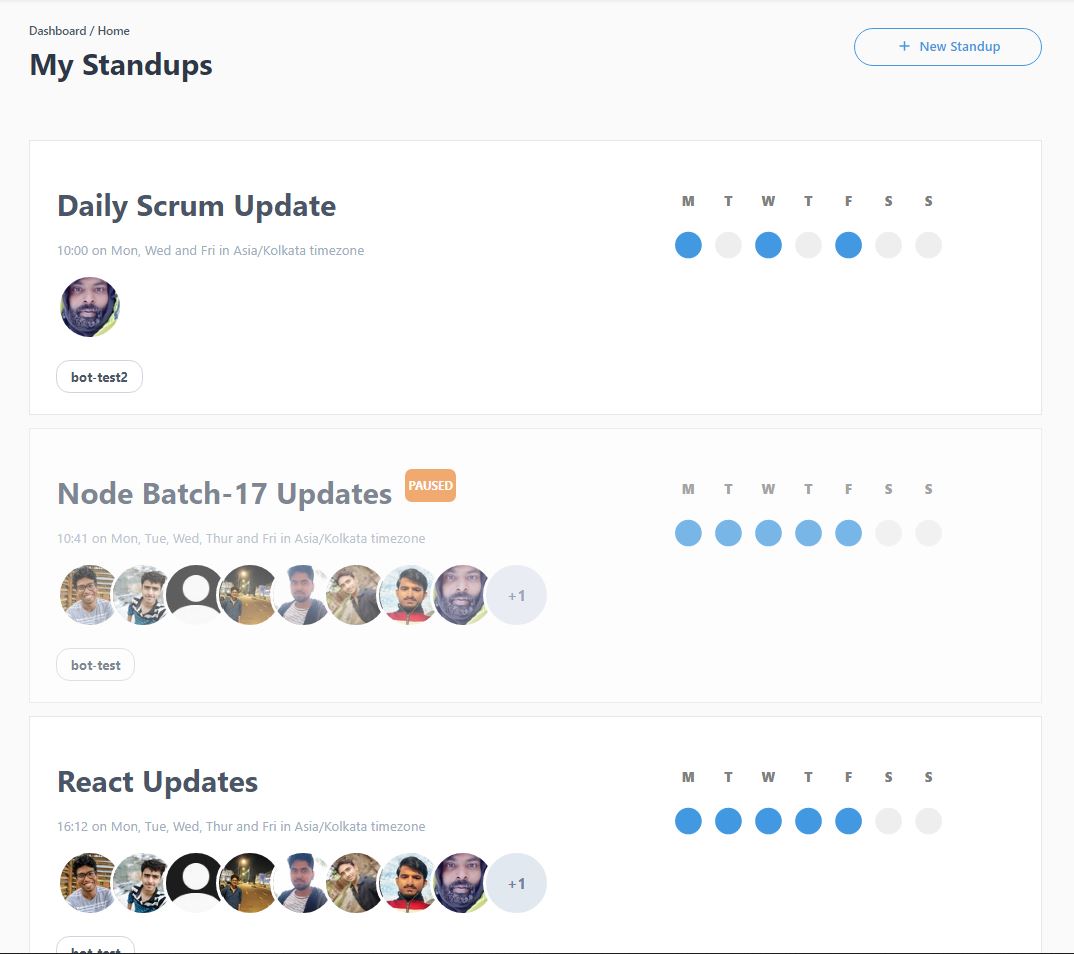 Dashboard / Home
My Standups
+ New Standup
Daily Scrum Update
M T W T F S S
10:00 on Mon, Wed and Fri in Asia/Kolkata timezone
bot-test2
Node Batch-17 Updates PAUSED
M T W T F S S
10:41 on Mon, Tue, Wed, Thur and Fri in Asia/Kolkata timezone
+1
bot-test
React Updates
M T W T F S S
16:12 on Mon, Tue, Wed, Thur and Fri in Asia/Kolkata timezone
+1
bot-test